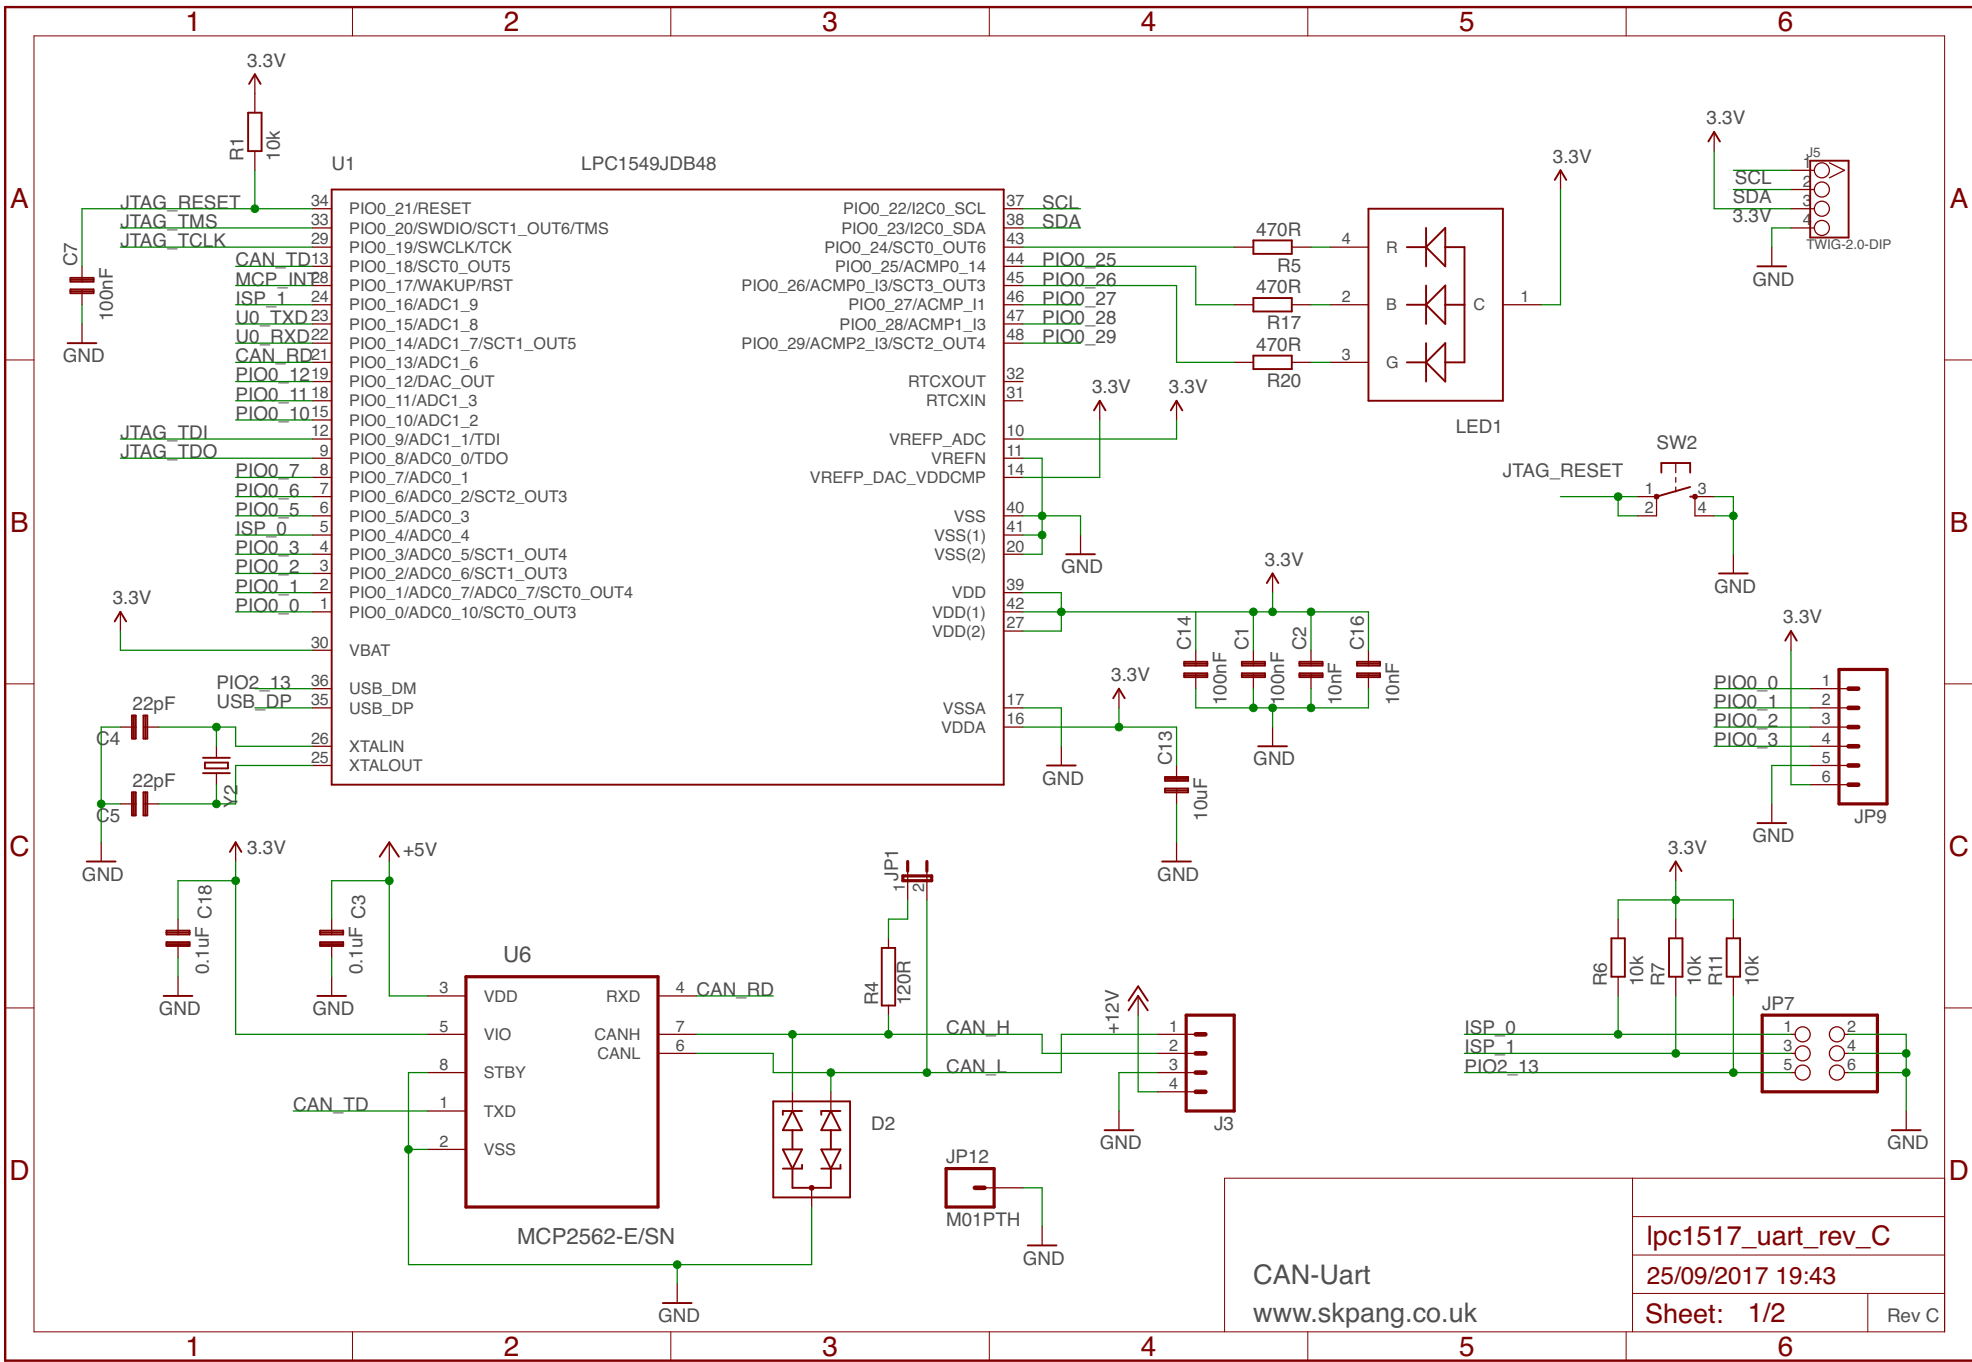 1 2 3 4 5 6
A
B
C
D
A
B
C
D
1 2 3 4 5 6
3.3V
R1
10k
C7
100nF
GND
U1
LPC1549JDB48
JTAG_RESET 34 PIO0_21/RESET
JTAG_TMS 33 PIO0_20/SWDIO/SCT1_OUT6/TMS
JTAG_TCLK 29 PIO0_19/SWCLK/TCK
CAN_TD 13 PIO0_18/SCT0_OUT5
MCP_INT 28 PIO0_17/WAKUP/RST
ISP_1 24 PIO0_16/ADC1_9
U0_TXD 23 PIO0_15/ADC1_8
U0_RXD 22 PIO0_14/ADC1_7/SCT1_OUT5
CAN_RD 21 PIO0_13/ADC1_6
PIO0_12 19 PIO0_12/DAC_OUT
PIO0_11 18 PIO0_11/ADC1_3
PIO0_10 15 PIO0_10/ADC1_2
JTAG_TDI 12 PIO0_9/ADC1_1/TDI
JTAG_TDO 9 PIO0_8/ADC0_0/TDO
PIO0_7 8 PIO0_7/ADC0_1
PIO0_6 7 PIO0_6/ADC0_2/SCT2_OUT3
PIO0_5 6 PIO0_5/ADC0_3
ISP_0 5 PIO0_4/ADC0_4
PIO0_3 4 PIO0_3/ADC0_5/SCT1_OUT4
PIO0_2 3 PIO0_2/ADC0_6/SCT1_OUT3
PIO0_1 2 PIO0_1/ADC0_7/ADC0_7/SCT0_OUT4
PIO0_0 1 PIO0_0/ADC0_10/SCT0_OUT3
3.3V
30 VBAT
PIO2_13 36 USB_DM
USB_DP 35 USB_DP
26 XTALIN
25 XTALOUT
22pF
C4
22pF
C5
Y2
GND
PIO0_22/I2C0_SCL 37 SCL
PIO0_23/I2C0_SDA 38 SDA
PIO0_24/SCT0_OUT6 43
PIO0_25/ACMP0_14 44 PIO0_25
PIO0_26/ACMP0_I3/SCT3_OUT3 45 PIO0_26
PIO0_27/ACMP_I1 46 PIO0_27
PIO0_28/ACMP1_I3 47 PIO0_28
PIO0_29/ACMP2_I3/SCT2_OUT4 48 PIO0_29
RTCXOUT 32
RTCXIN 31
VREFP_ADC 10
VREFN 11
VREFP_DAC_VDDCMP 14
VSS 40
VSS(1) 41
VSS(2) 20
VDD 39
VDD(1) 42
VDD(2) 27
VSSA 17
VDDA 16
3.3V 3.3V
GND
470R
R5
470R
R17
470R
R20
4 R
2 B
3 G
C 1
LED1
3.3V
3.3V
C14 100nF
C1 100nF
C2 10nF
C16 10nF
GND
3.3V
GND
C13
10uF
GND
3.3V
J5
1
SCL 2
SDA 3
3.3V 4
TWIG-2.0-DIP
GND
SW2
JTAG_RESET
1 3
2 4
GND
3.3V
PIO0_0 1
PIO0_1 2
PIO0_2 3
PIO0_3 4
5
6
GND
JP9
3.3V
C18
0.1uF
GND
+5V
C3
0.1uF
GND
U6
3 VDD RXD 4 CAN_RD
5 VIO CANH 7 CAN_H
CANL 6 CAN_L
8 STBY
CAN_TD 1 TXD
2 VSS
MCP2562-E/SN
GND
JP1
1 2
R4
120R
D2
+12V
1
2
3
4
J3
GND
JP12
M01PTH
GND
3.3V
R6 10k
R7 10k
R11 10k
JP7
ISP_0 1 2
ISP_1 3 4
PIO2_13 5 6
GND
CAN-Uart
www.skpang.co.uk
lpc1517_uart_rev_C
25/09/2017 19:43
Sheet: 1/2
Rev C